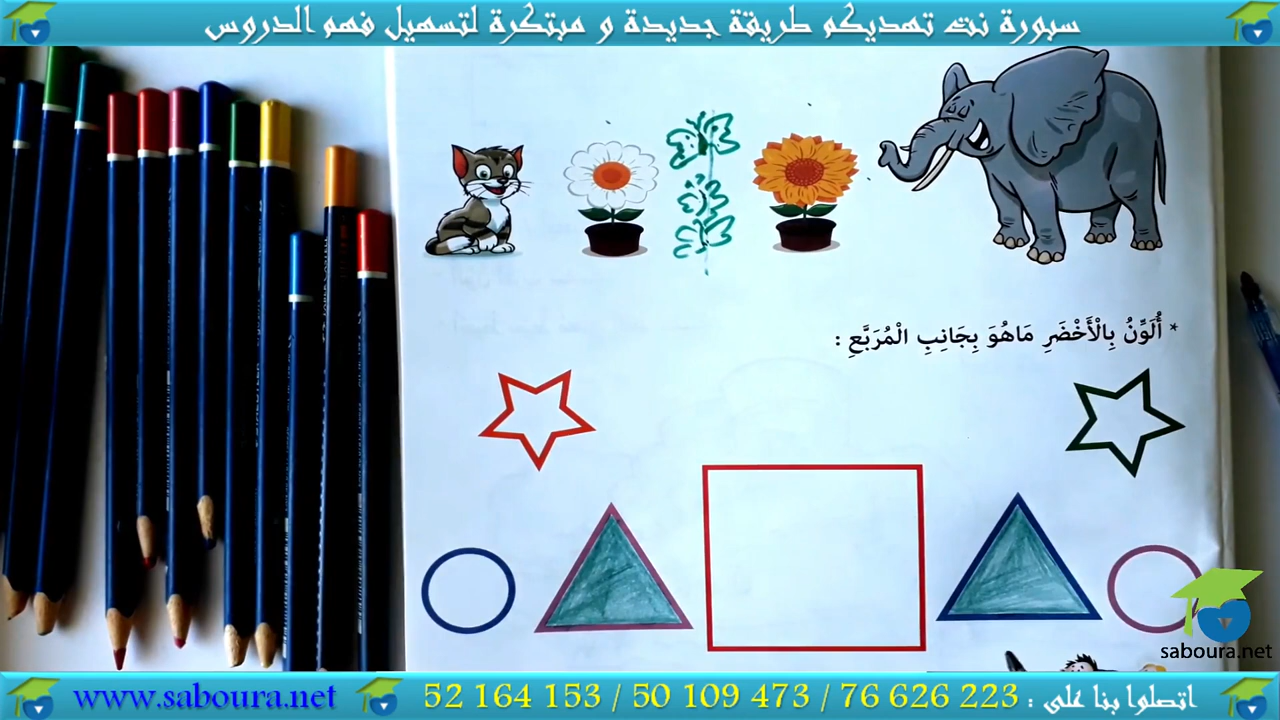 سبورة نت تهديكم طريقة جديدة و مبتكرة لتسهيل فهم الدروس
* أُلَوِّنُ بِالْأَخْضَرِ مَاهُوَ بِجَانِبِ الْمُرَبَّعِ :
saboura.net
اتصلوا بنا على : 52 164 153 / 50 109 473 / 76 626 223
www.saboura.net